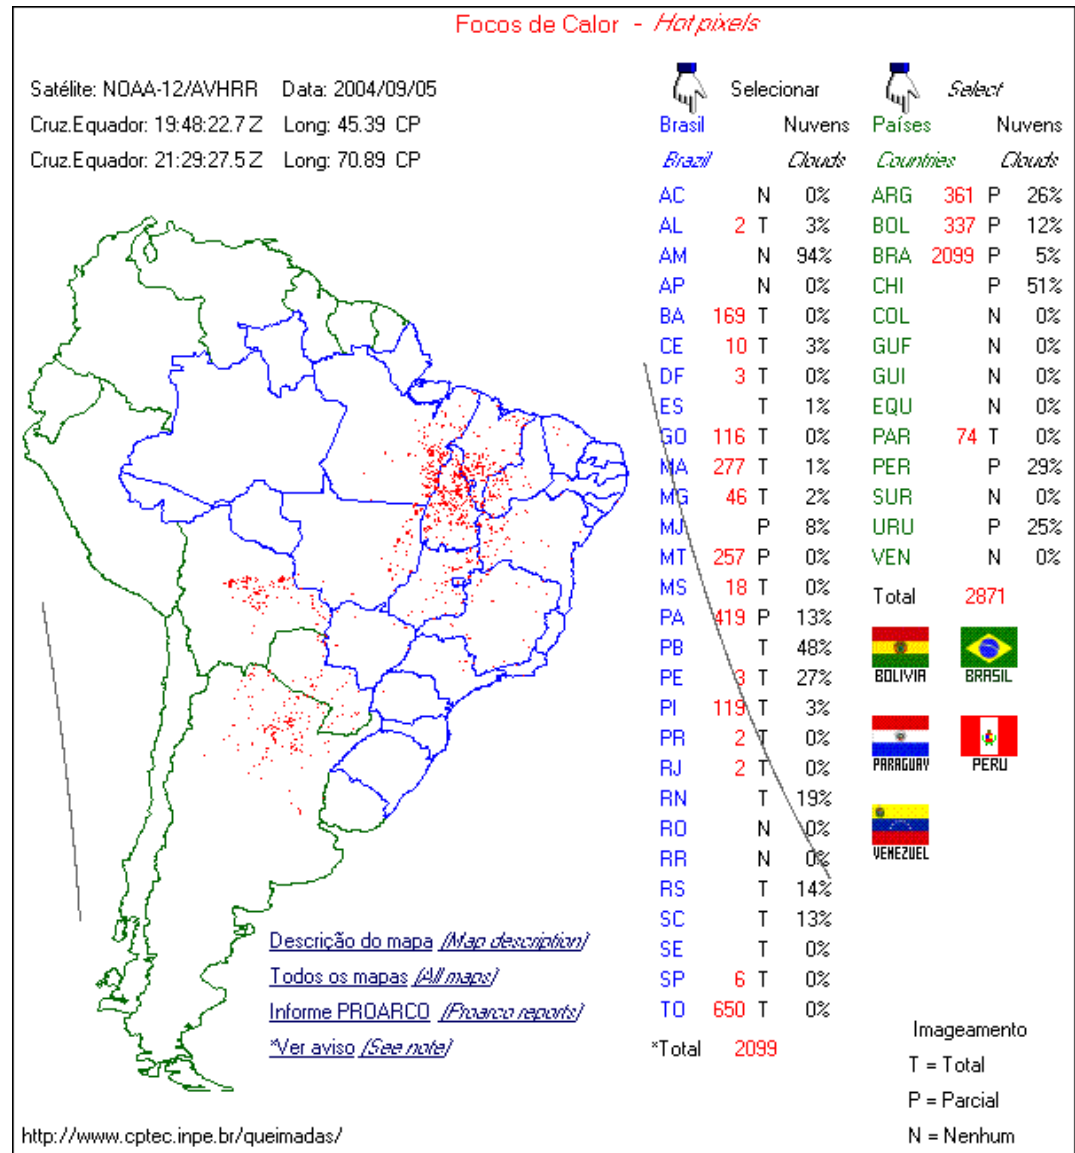 Focos de Calor - Hot pixels
Satélite: NOAA-12/AVHRR Data: 2004/09/05
Cruz.Equador: 19:48:22.7 Z Long: 45.39 CP
Cruz.Equador: 21:29:27.5 Z Long: 70.89 CP
Selecionar Select
Brasil Nuvens Países Nuvens
Brazil Clouds Countries Clouds
AC N 0% ARG 361 P 26%
AL 2 T 3% BOL 337 P 12%
AM N 94% BRA 2099 P 5%
AP N 0% CHI P 51%
BA 169 T 0% COL N 0%
CE 10 T 3% GUF N 0%
DF 3 T 0% GUI N 0%
ES T 1% EQU N 0%
GO 116 T 0% PAR 74 T 0%
MA 277 T 1% PER P 29%
MG 46 T 2% SUR N 0%
MJ P 8% URU P 25%
MT 257 P 0% VEN N 0%
MS 18 T 0% Total 2871
PA 419 P 13%
PB T 48%
PE 3 T 27%
PI 119 T 3%
PR 2 T 0%
RJ 2 T 0%
RN T 19%
RO N 0%
RR N 0%
RS T 14%
SC T 13%
SE T 0%
SP 6 T 0%
TO 650 T 0%
*Total 2099
BOLIVIA BRASIL
PARAGUAY PERU
VENEZUEL
Descrição do mapa (Map description)
Todos os mapas (All maps)
Informe PROARCO (Proarco reports)
*Ver aviso (See note)
Imageamento
T = Total
P = Parcial
N = Nenhum
http://www.cptec.inpe.br/queimadas/